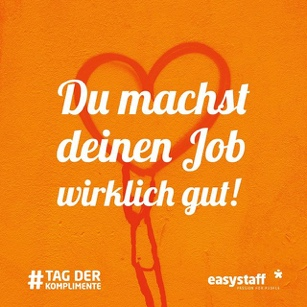 Du machst
deinen Job
wirklich gut!
#TAG DER
KOMPLIMENTE
easystaff *